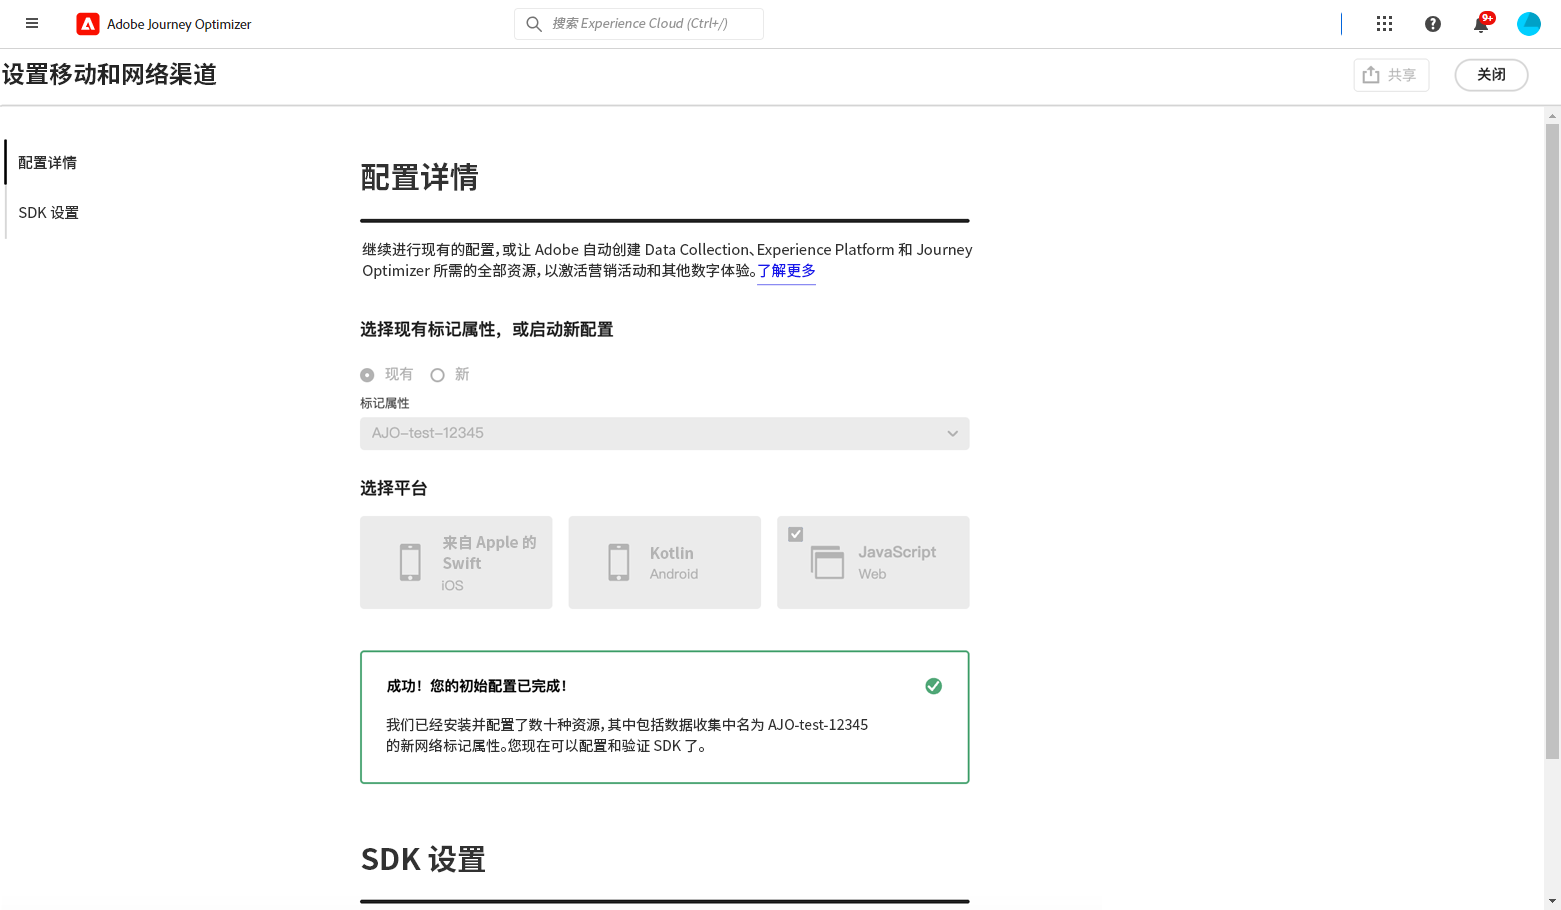 Adobe Journey Optimizer
搜索 Experience Cloud (Ctrl+/)
9+
设置移动和网络渠道
共享
关闭
配置详情
SDK 设置
配置详情
继续进行现有的配置，或让 Adobe 自动创建 Data Collection、Experience Platform 和 Journey
Optimizer 所需的全部资源，以激活营销活动和其他数字体验。了解更多
选择现有标记属性，或启动新配置
现有
新
标记属性
AJO-test-12345
选择平台
来自 Apple 的
Swift
iOS
Kotlin
Android
JavaScript
Web
成功！您的初始配置已完成！
我们已经安装并配置了数十种资源，其中包括数据收集中名为 AJO-test-12345
的新网络标记属性。您现在可以配置和验证 SDK 了。
SDK 设置